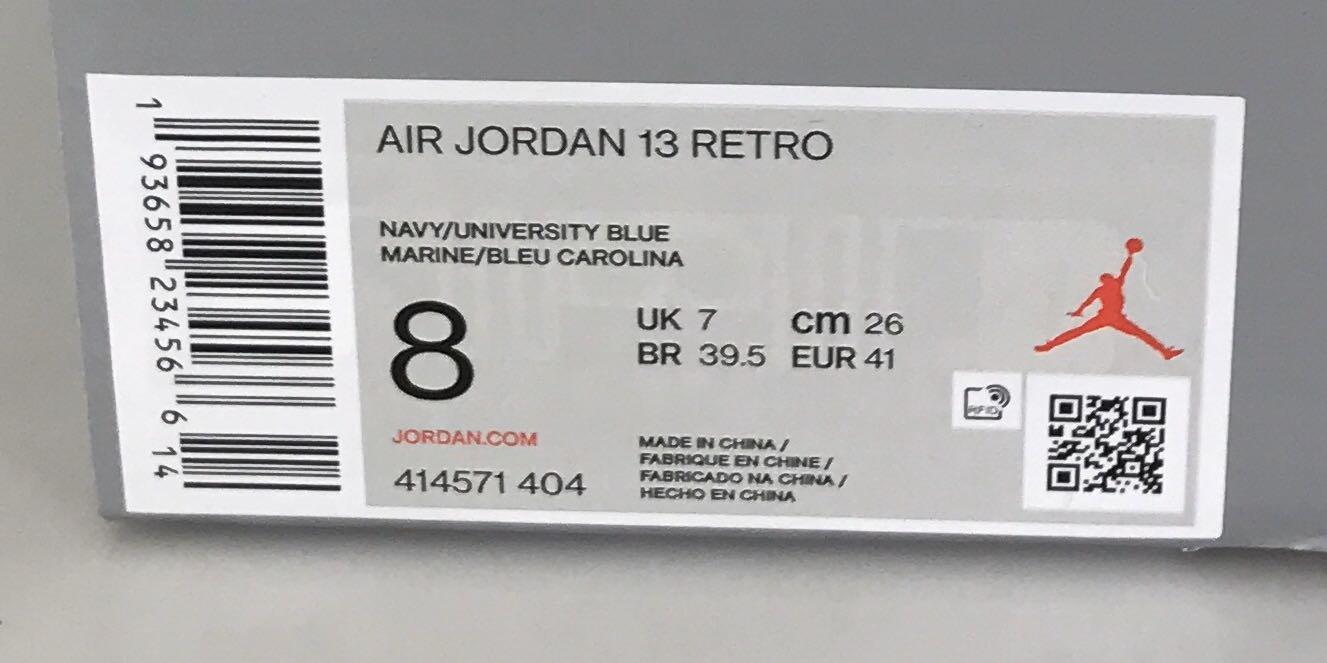 AIR JORDAN 13 RETRO
NAVY/UNIVERSITY BLUE
MARINE/BLEU CAROLINA
8
UK 7
cm 26
BR 39.5
EUR 41
JORDAN.COM
414571 404
MADE IN CHINA /
FABRIQUE EN CHINE /
FABRICADO NA CHINA /
HECHO EN CHINA
RFID
1 93658 23456 6 14